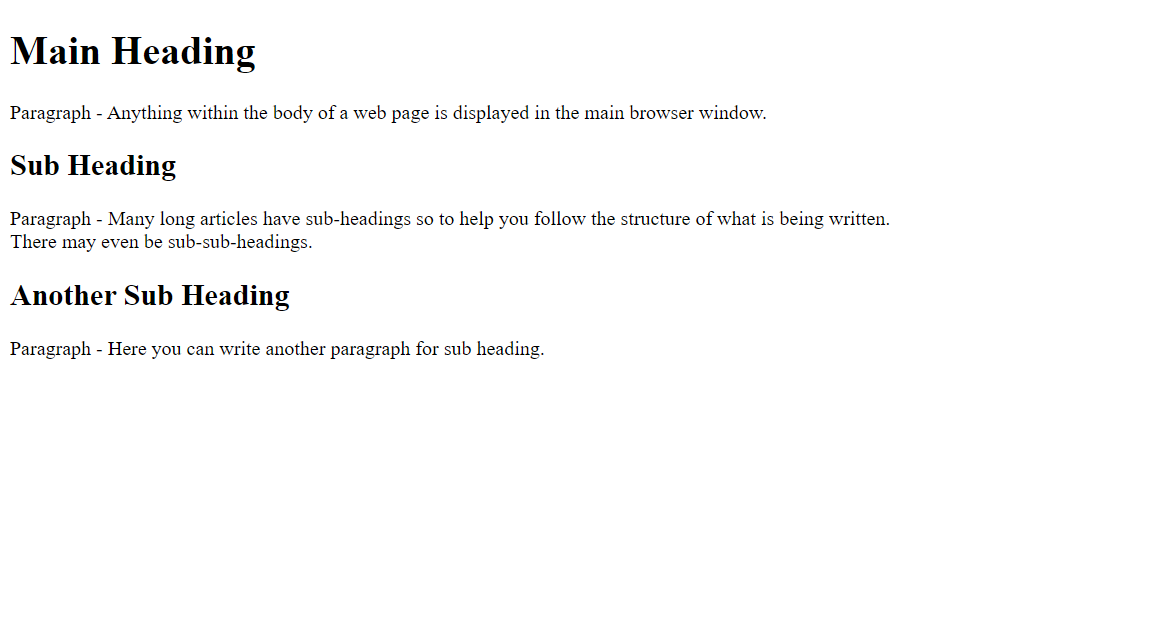 Main Heading
Paragraph - Anything within the body of a web page is displayed in the main browser window.
Sub Heading
Paragraph - Many long articles have sub-headings so to help you follow the structure of what is being written.
There may even be sub-sub-headings.
Another Sub Heading
Paragraph - Here you can write another paragraph for sub heading.